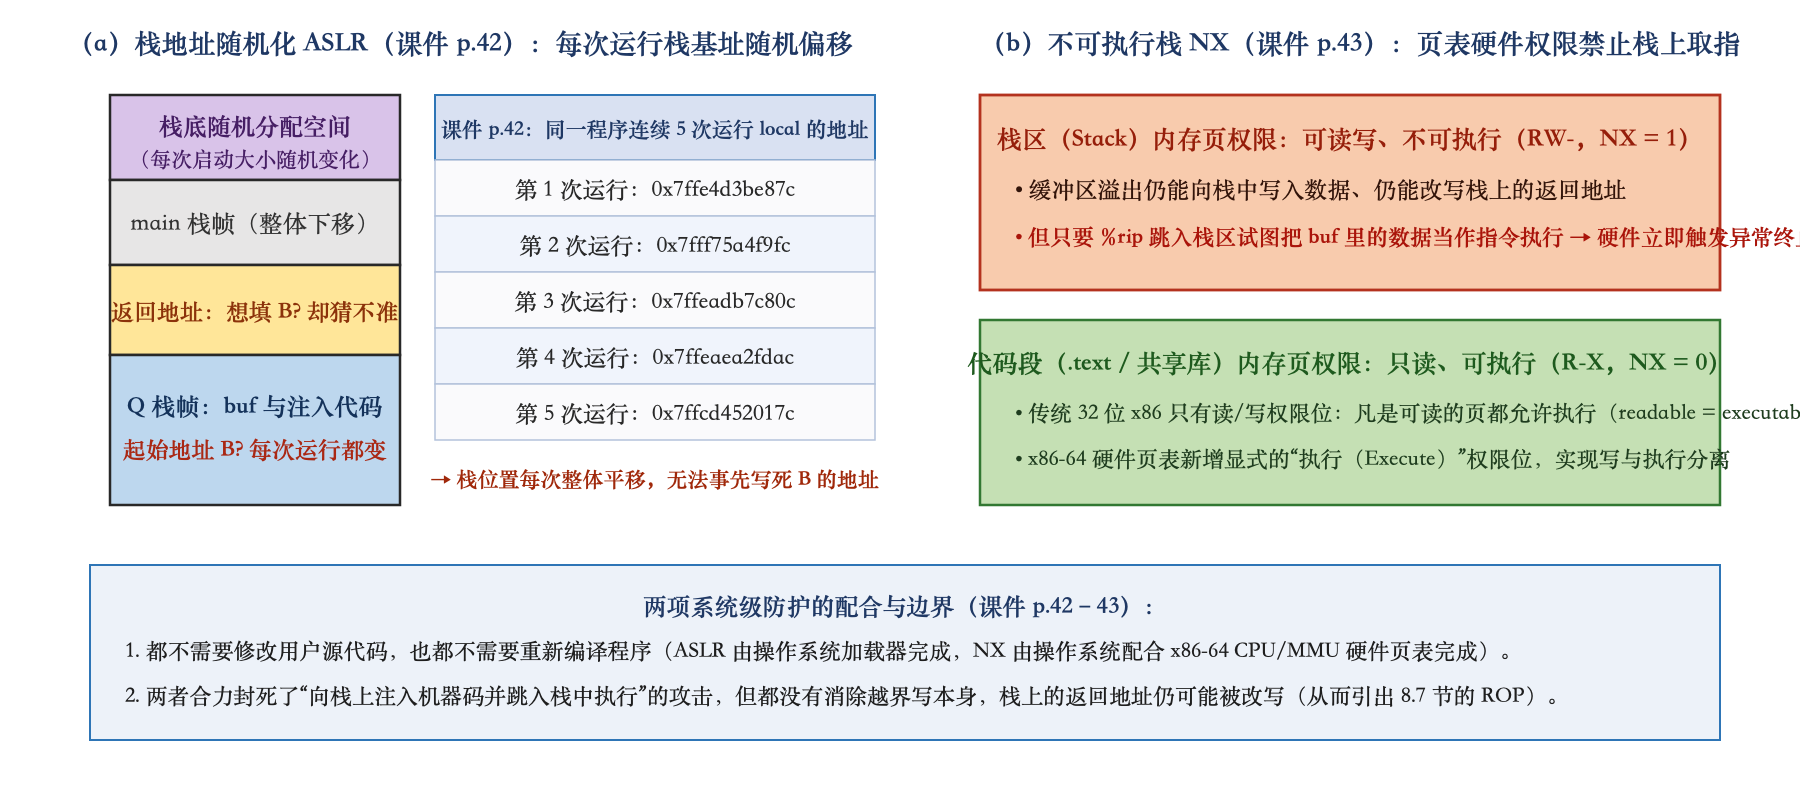 （a）栈地址随机化 ASLR（课件 p.42）：每次运行栈基址随机偏移
栈底随机分配空间
（每次启动大小随机变化）
main 栈帧（整体下移）
返回地址：想填 B? 却猜不准
Q 栈帧：buf 与注入代码
起始地址 B? 每次运行都变
课件 p.42：同一程序连续 5 次运行 local 的地址
第 1 次运行：0x7ffe4d3be87c
第 2 次运行：0x7fff75a4f9fc
第 3 次运行：0x7ffeadb7c80c
第 4 次运行：0x7ffeaea2fdac
第 5 次运行：0x7ffcd452017c
→ 栈位置每次整体平移，无法事先写死 B 的地址
（b）不可执行栈 NX（课件 p.43）：页表硬件权限禁止栈上取指
栈区（Stack）内存页权限：可读写、不可执行（RW-，NX = 1）
• 缓冲区溢出仍能向栈中写入数据、仍能改写栈上的返回地址
• 但只要 %rip 跳入栈区试图把 buf 里的数据当作指令执行 → 硬件立即触发异常终
代码段（.text / 共享库）内存页权限：只读、可执行（R-X，NX = 0）
• 传统 32 位 x86 只有读/写权限位：凡是可读的页都允许执行（readable = executab
• x86-64 硬件页表新增显式的“执行（Execute）”权限位，实现写与执行分离
两项系统级防护的配合与边界（课件 p.42 – 43）：
1. 都不需要修改用户源代码，也都不需要重新编译程序（ASLR 由操作系统加载器完成，NX 由操作系统配合 x86-64 CPU/MMU 硬件页表完成）。
2. 两者合力封死了“向栈上注入机器码并跳入栈中执行”的攻击，但都没有消除越界写本身，栈上的返回地址仍可能被改写（从而引出 8.7 节的 ROP）。